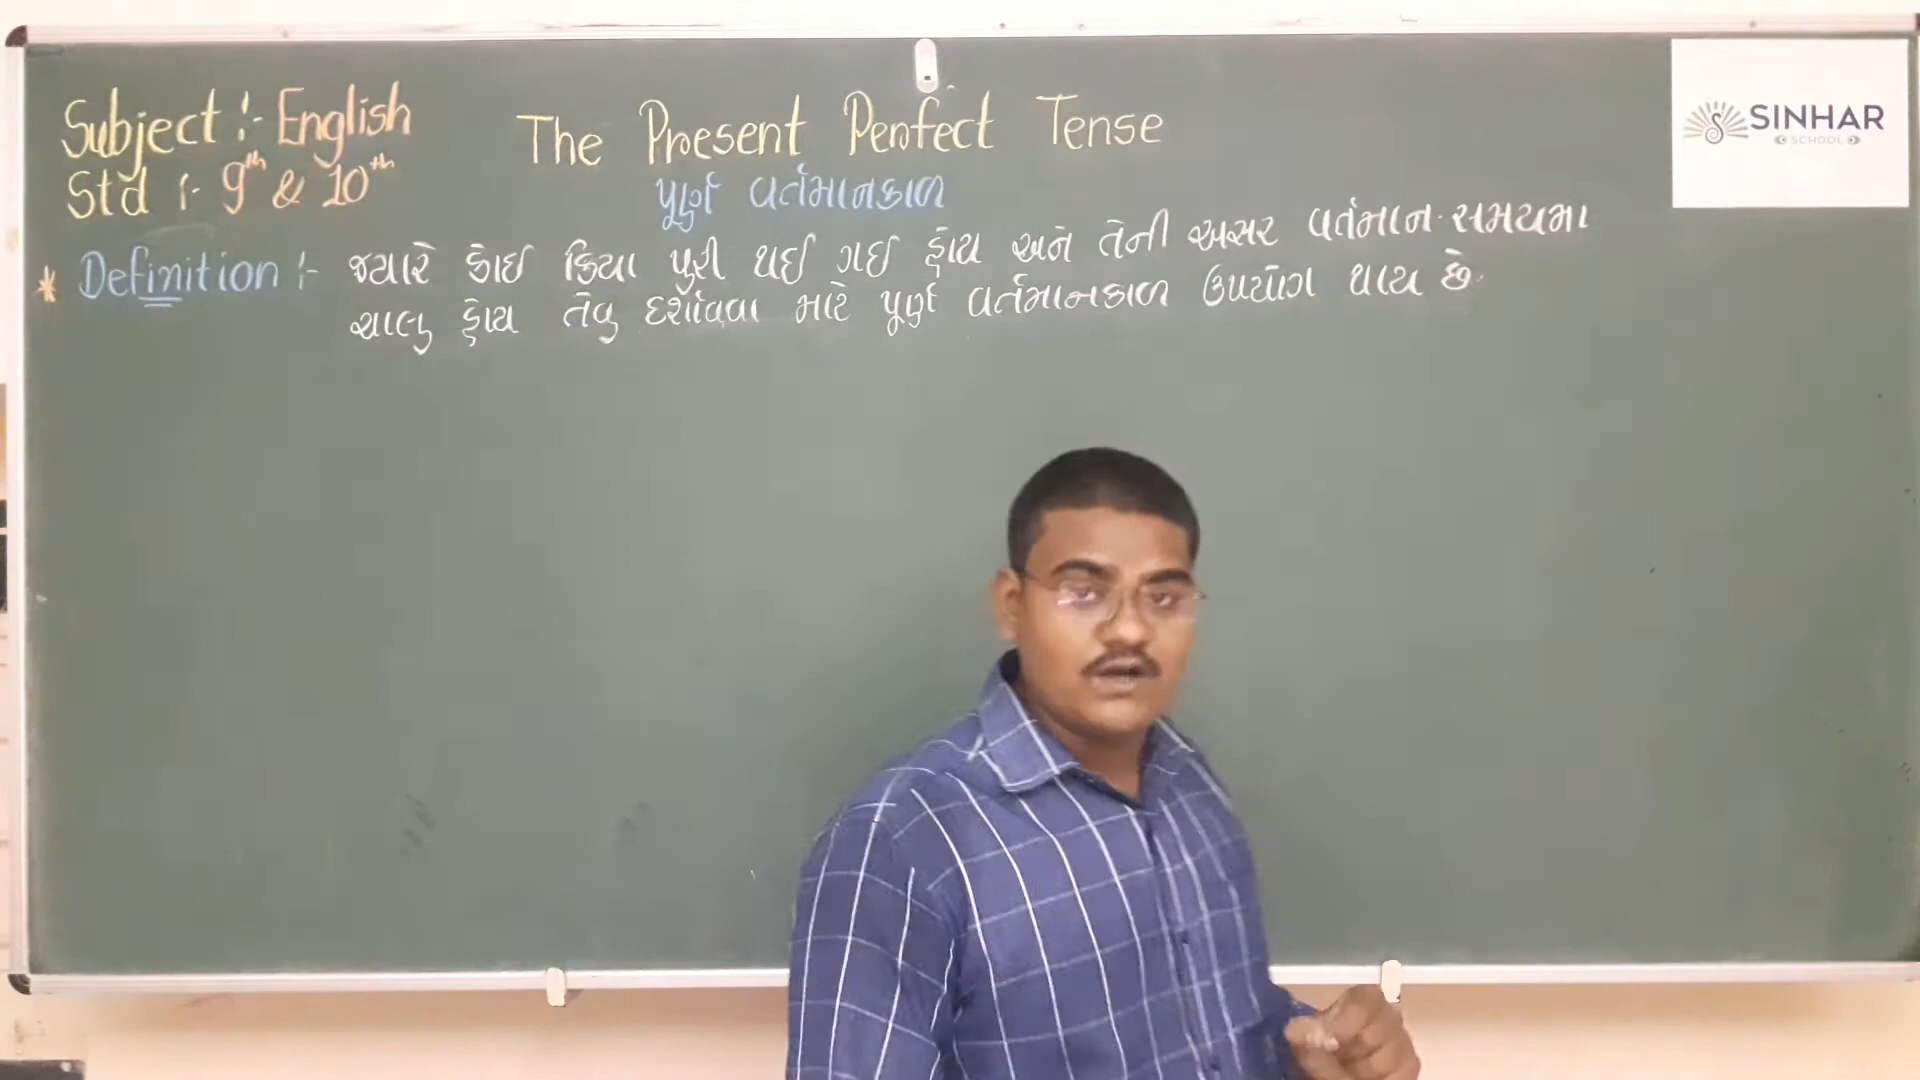 Subject :- English
Std :- 9th & 10th
The Present Perfect Tense
પૂર્ણ વર્તમાનકાળ
* Definition :- જ્યારે કોઈ ક્રિયા પુરી થઈ ગઈ હોય અને તેની અસર વર્તમાન સમયમા
ચાલુ હોય તેવુ દર્શાવવા માટે પૂર્ણ વર્તમાનકાળ ઉપયોગ થાય છે.
SINHAR
SCHOOL